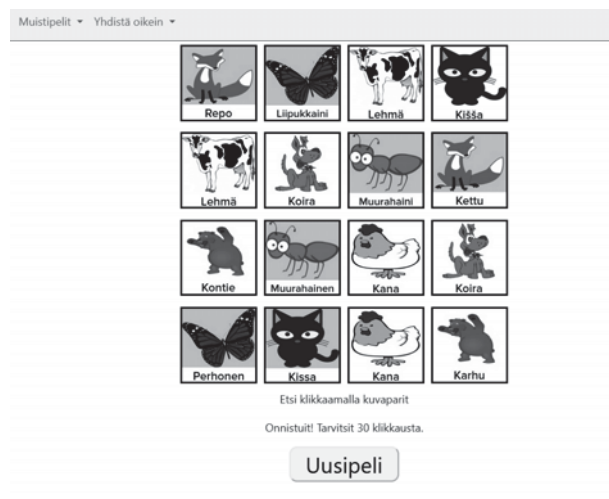 Muistipelit Yhdistä oikein
Repo Liipukkaini Lehmä Kišša
Lehmä Koira Muurahaini Kettu
Kontie Muurahainen Kana Koira
Perhonen Kissa Kana Karhu
Etsi klikkaamalla kuvaparit
Onnistuit! Tarvitsit 30 klikkausta.
Uusipeli